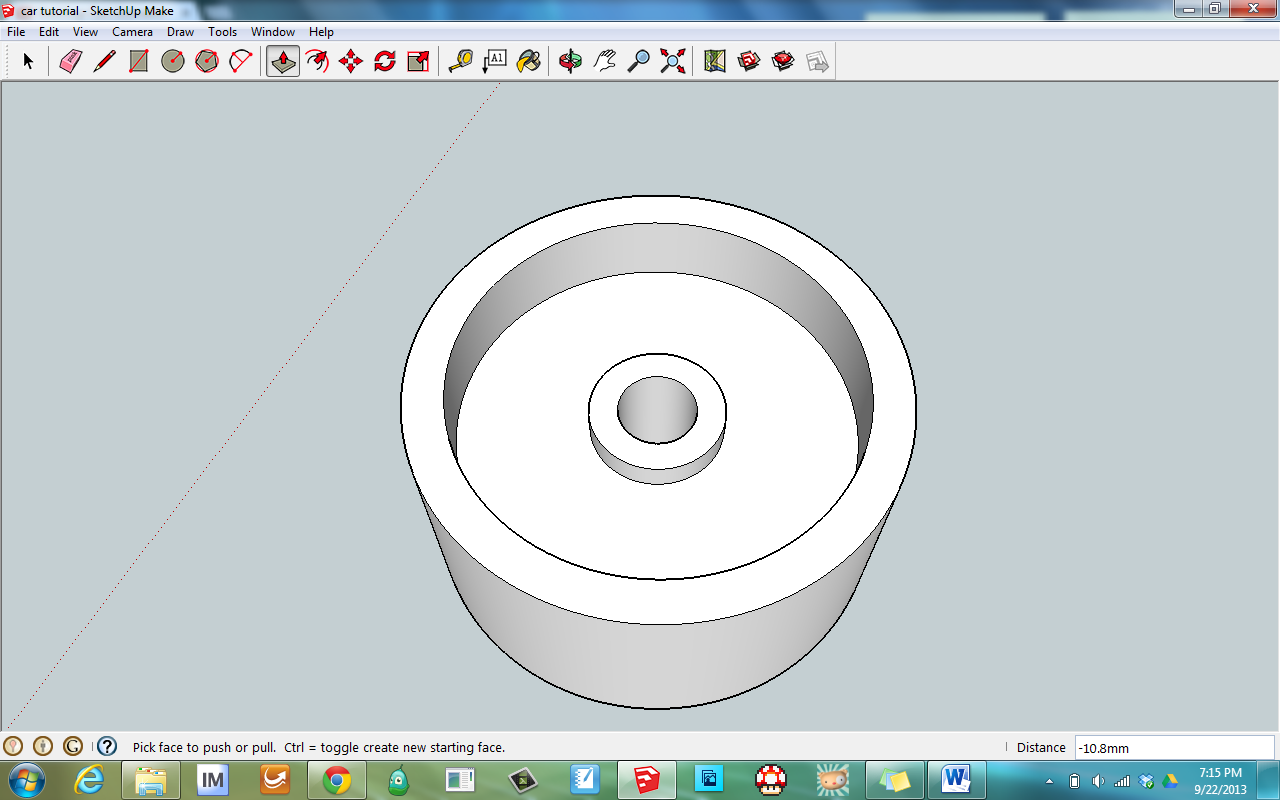 car tutorial - SketchUp Make
File Edit View Camera Draw Tools Window Help
A1
G ? Pick face to push or pull. Ctrl = toggle create new starting face. Distance -10.8mm
IM W 7:15 PM
9/22/2013